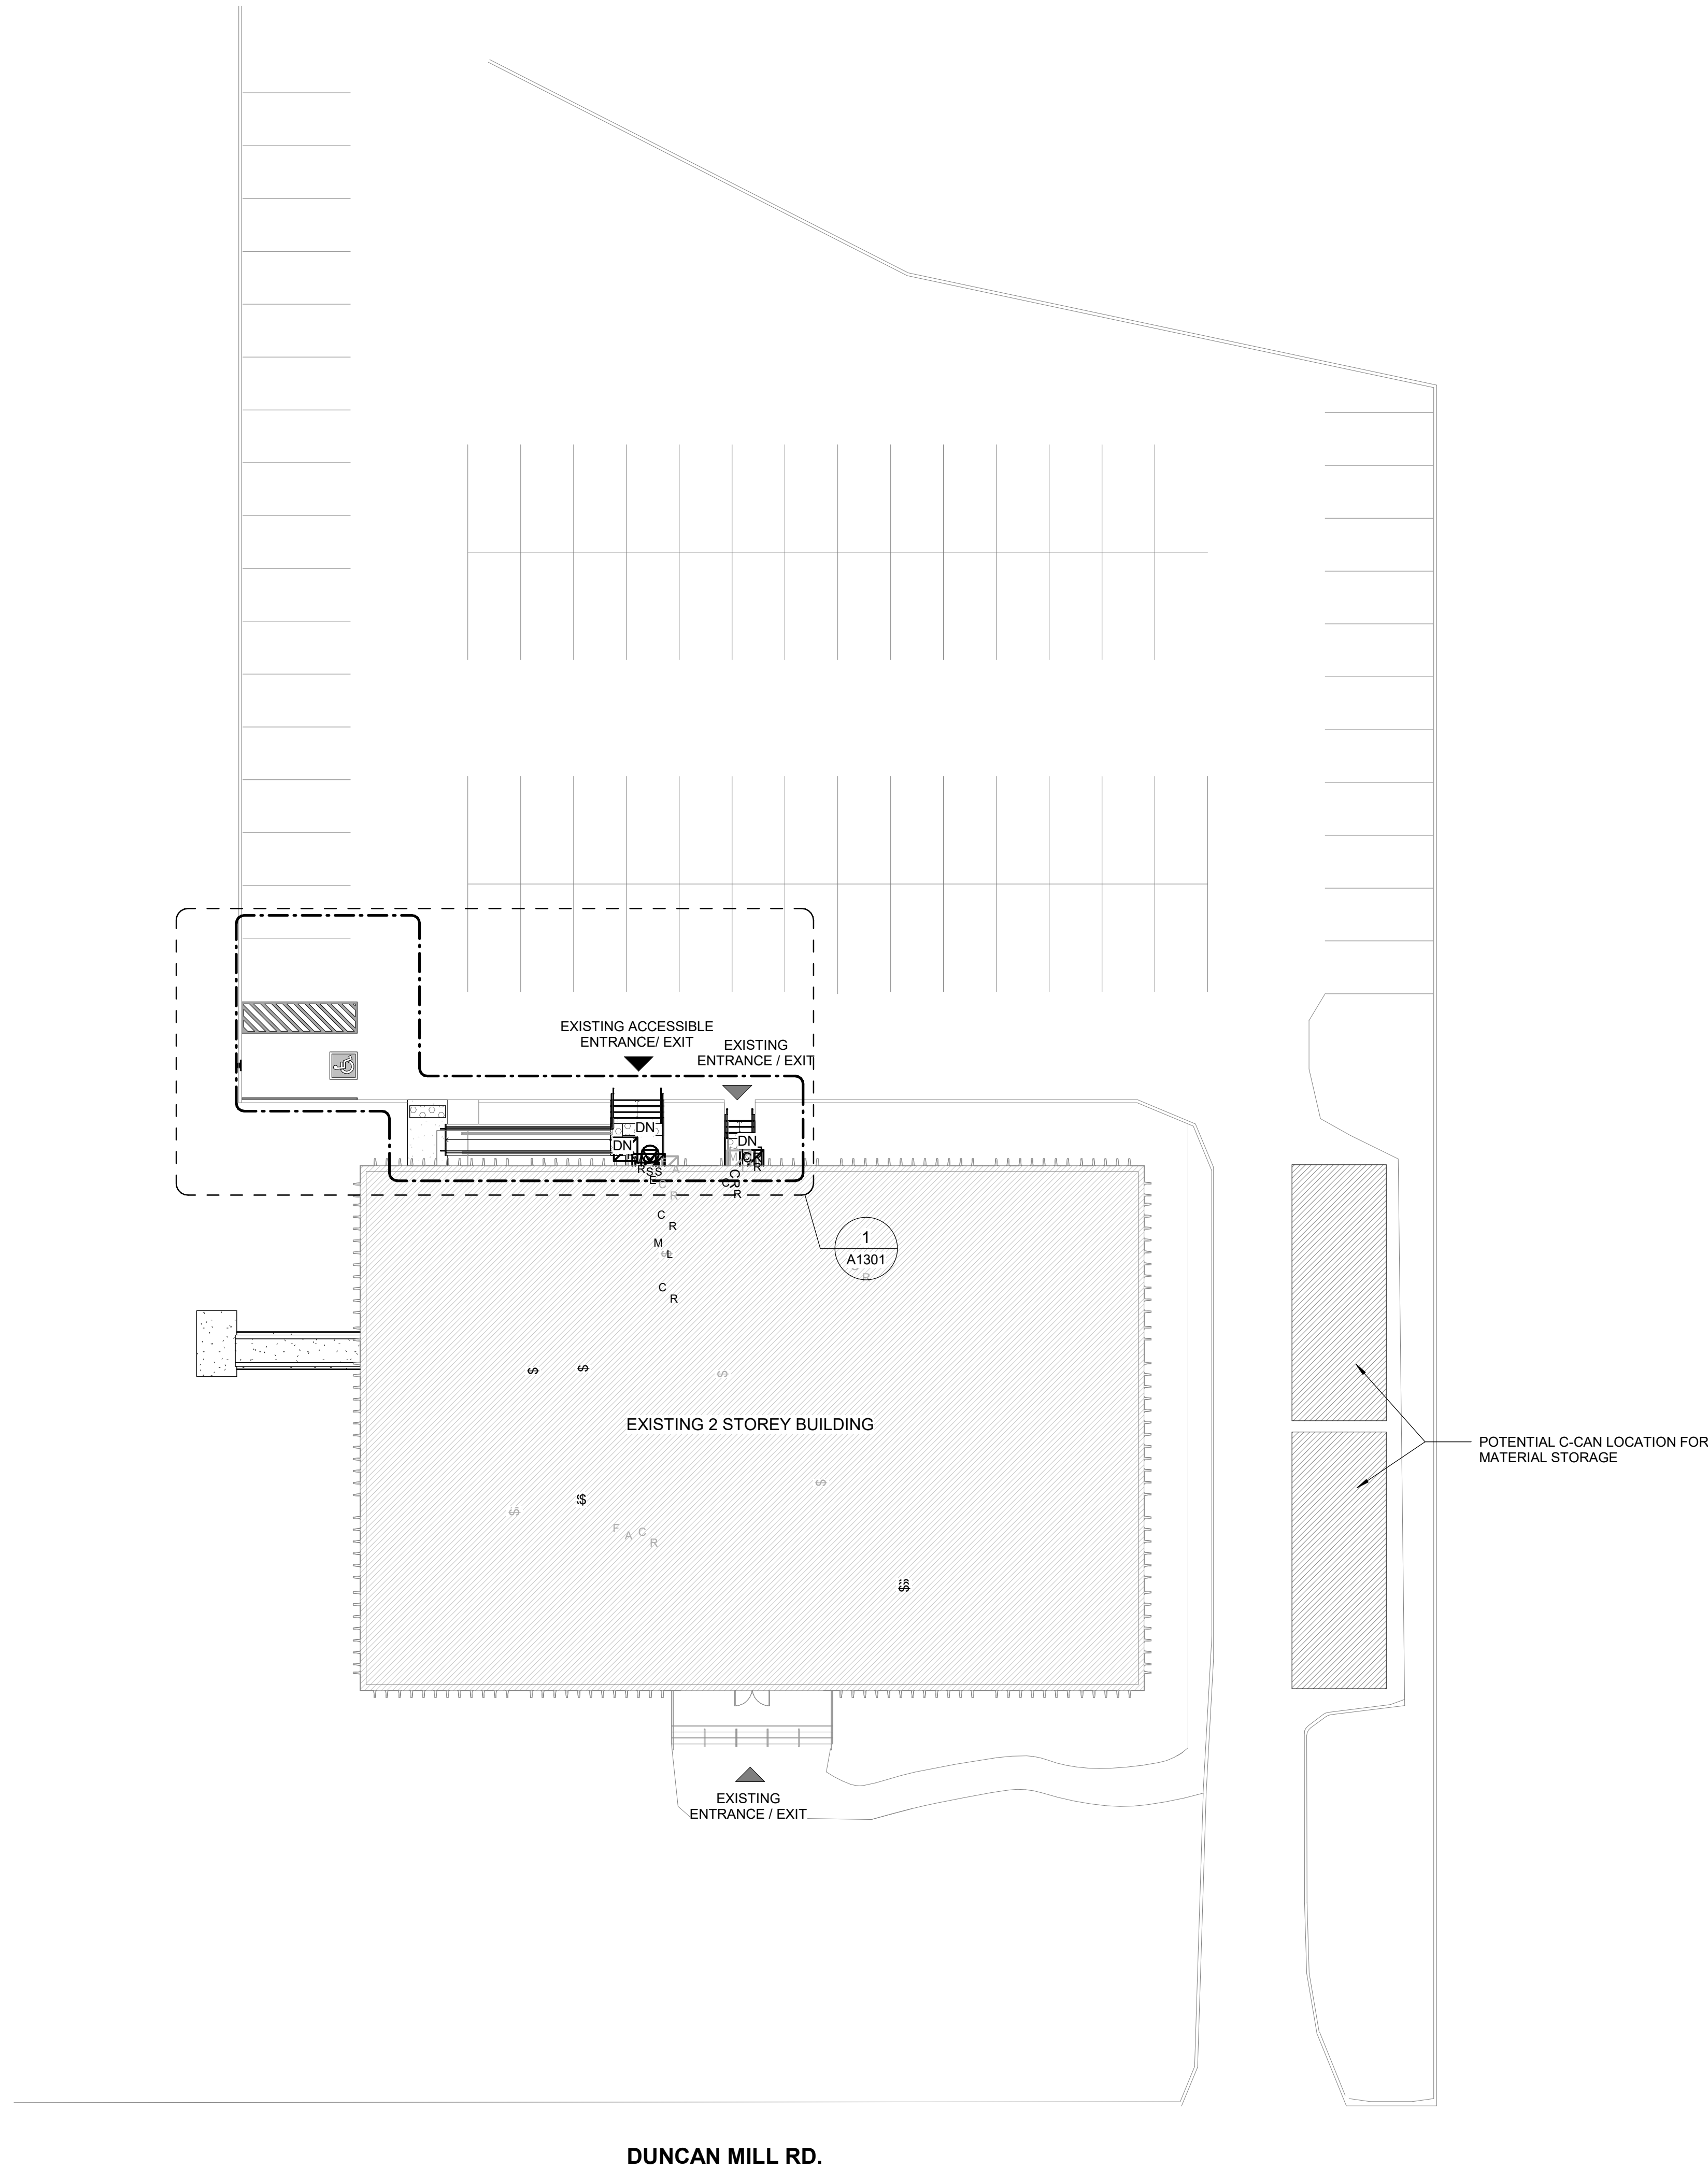 EXISTING ACCESSIBLE
ENTRANCE/ EXIT
EXISTING
ENTRANCE / EXIT
DN
DN
DN
C
R
M
L
$
C
R
1
A1301
R
$
$
$
EXISTING 2 STOREY BUILDING
POTENTIAL C-CAN LOCATION FOR
MATERIAL STORAGE
$
$
$
F
A
C
R
$
EXISTING
ENTRANCE / EXIT
DUNCAN MILL RD.